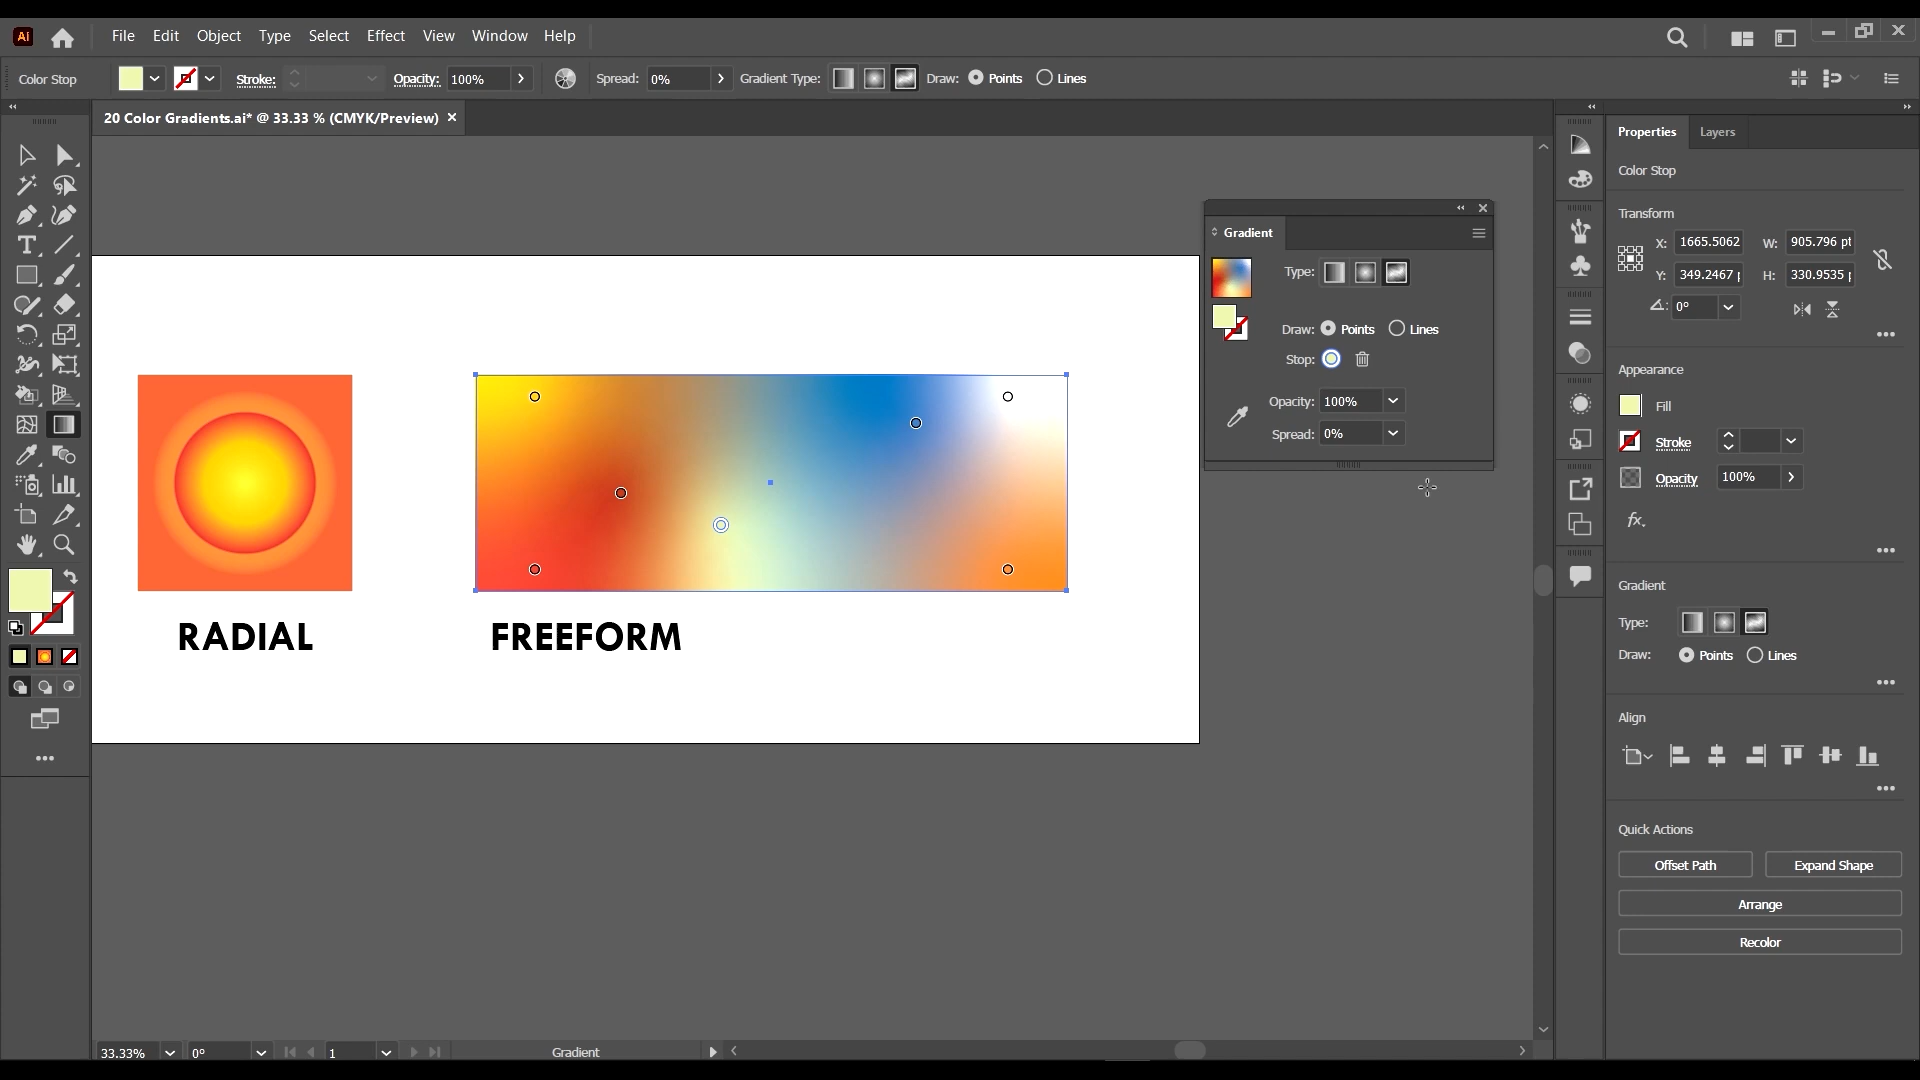 Ai File Edit Object Type Select Effect View Window Help
Color Stop Stroke: Opacity: 100% Spread: 0% Gradient Type: Draw: Points Lines
20 Color Gradients.ai* @ 33.33 % (CMYK/Preview)
Properties Layers
Color Stop
Transform
X: 1665.5062 W: 905.796 pt
Y: 349.2467 H: 330.9535
0°
Appearance
Fill
Stroke
Opacity 100%
fx.
Gradient
Type:
Draw: Points Lines
Align
Quick Actions
Offset Path Expand Shape
Arrange
Recolor
Gradient
Type:
Draw: Points Lines
Stop:
Opacity: 100%
Spread: 0%
RADIAL FREEFORM
33.33% 0° 1 Gradient